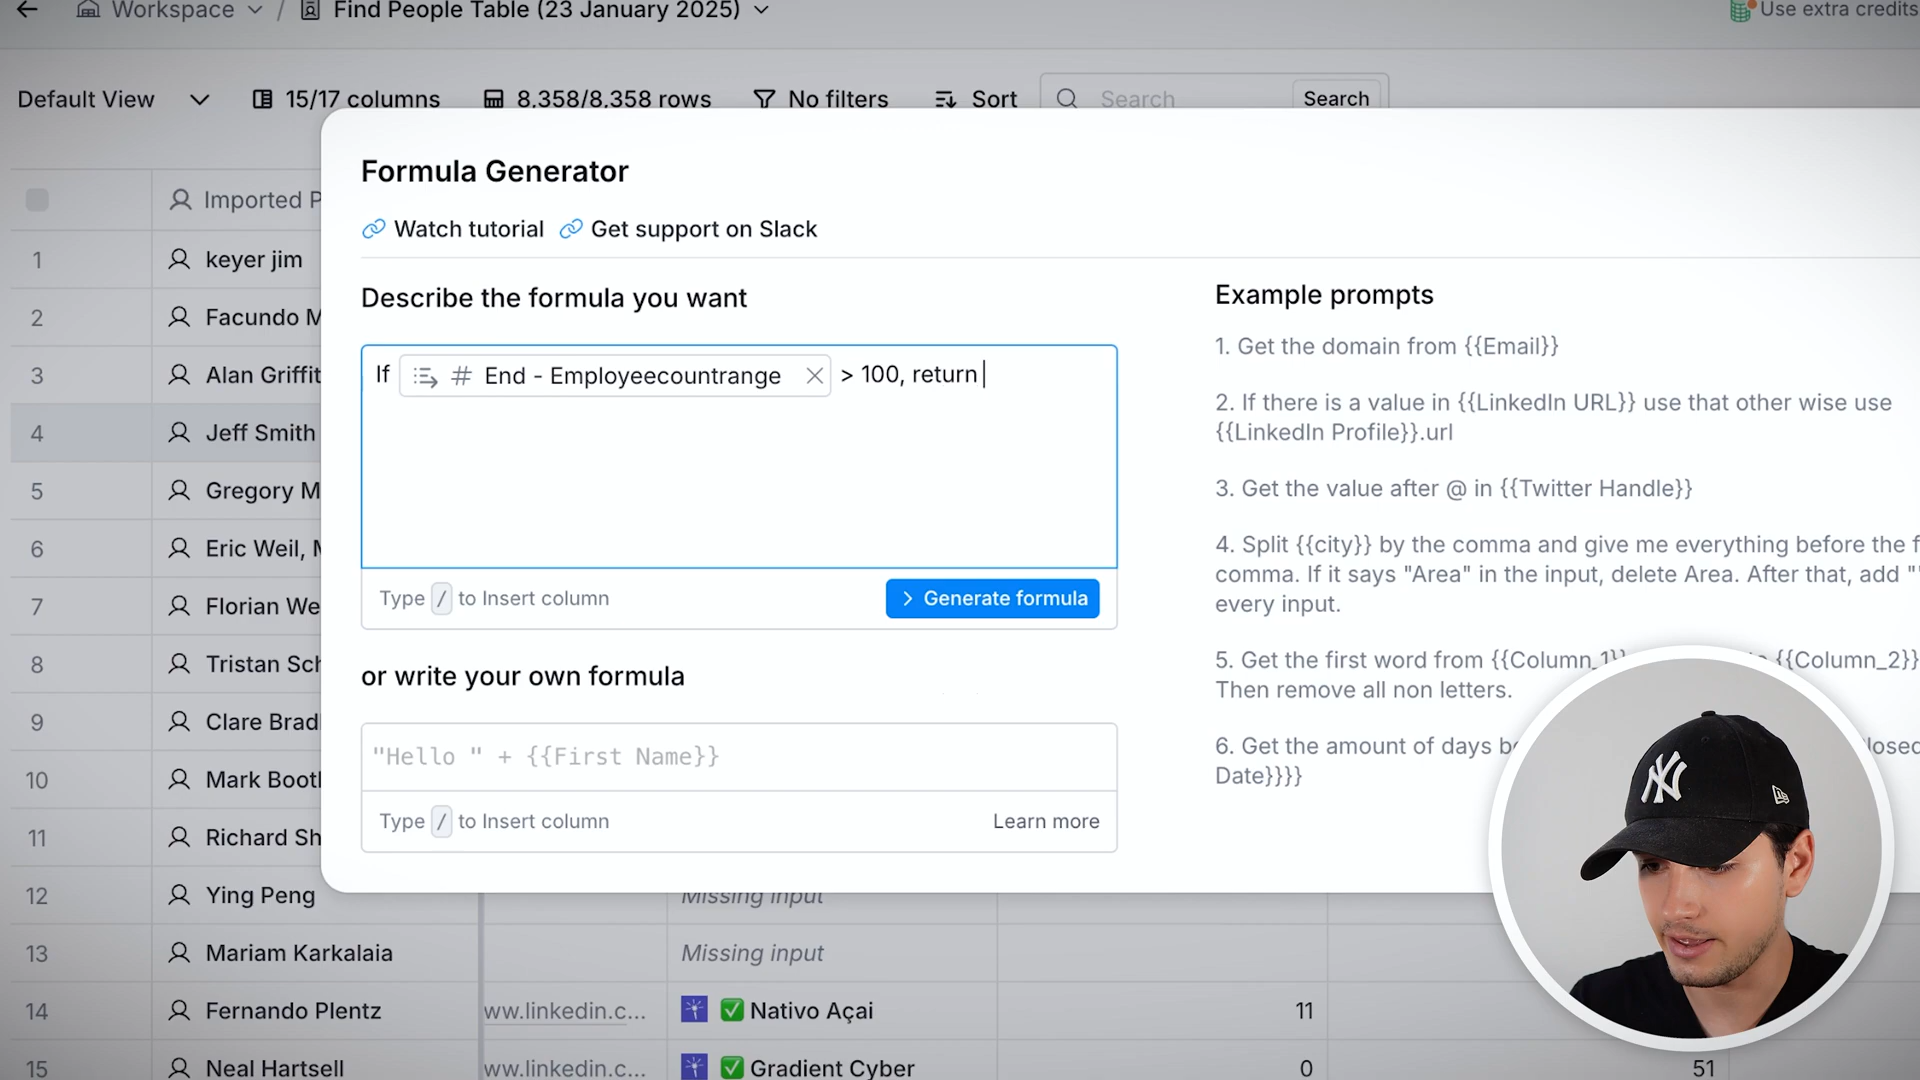 Workspace / Find People Table (23 January 2025)
Use extra credits
Default View
15/17 columns
8,358/8,358 rows
No filters
Sort
Search
Search
Imported P
1 keyer jim
2 Facundo M
3 Alan Griffit
4 Jeff Smith
5 Gregory M
6 Eric Weil, M
7 Florian We
8 Tristan Sch
9 Clare Brad
10 Mark Boot
11 Richard Sh
12 Ying Peng Missing input
13 Mariam Karkalaia Missing input
14 Fernando Plentz ww.linkedin.c... Nativo Açai 11
15 Neal Hartsell ww.linkedin.c... Gradient Cyber 0 51
Formula Generator
Watch tutorial Get support on Slack
Describe the formula you want
If # End - Employeecountrange > 100, return
Type / to Insert column
Generate formula
or write your own formula
"Hello " + {{First Name}}
Type / to Insert column
Learn more
Example prompts
1. Get the domain from {{Email}}
2. If there is a value in {{LinkedIn URL}} use that other wise use
{{LinkedIn Profile}}.url
3. Get the value after @ in {{Twitter Handle}}
4. Split {{city}} by the comma and give me everything before the f
comma. If it says "Area" in the input, delete Area. After that, add "
every input.
5. Get the first word from {{Column_1}} {{Column_2}}
Then remove all non letters.
6. Get the amount of days be losed
Date}}}}
NY